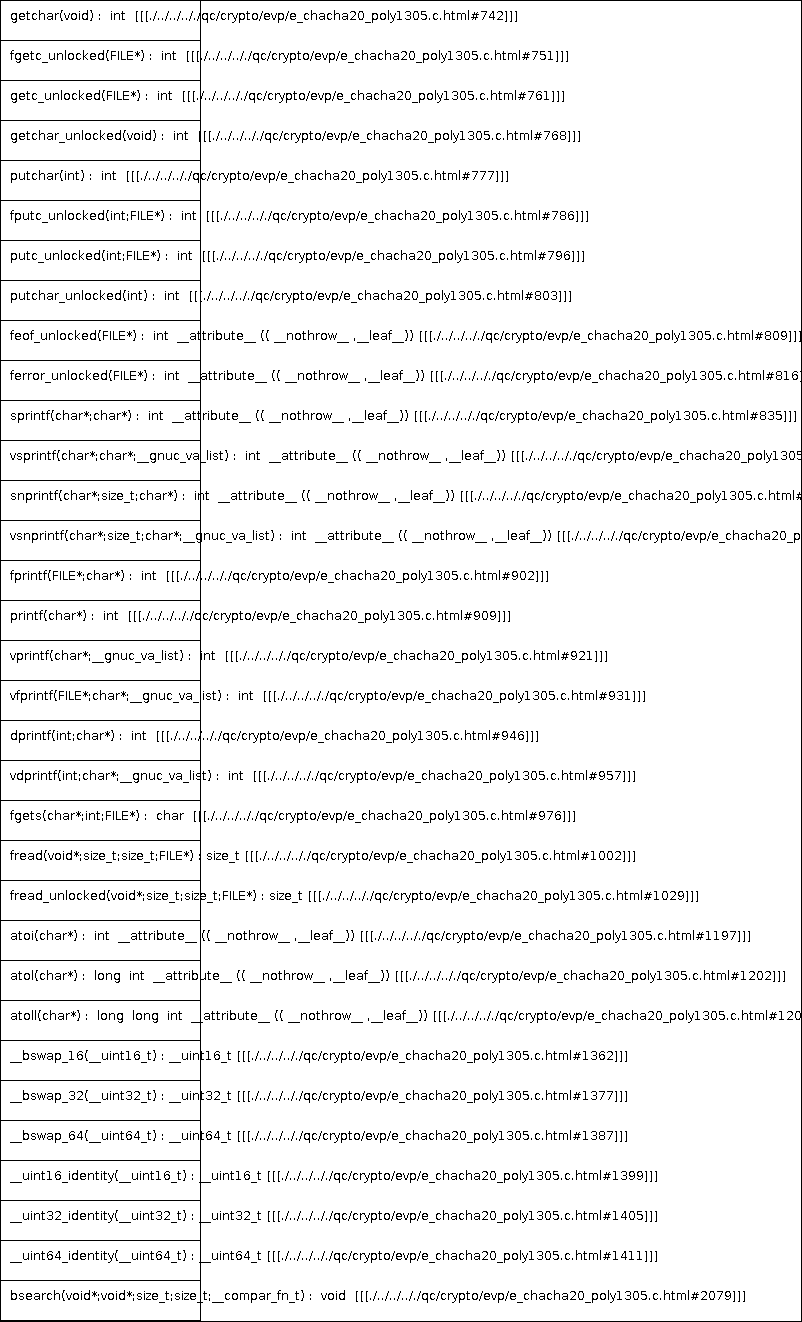 getchar(void) : int [[[./../../../../qc/crypto/evp/e_chacha20_poly1305.c.html#742]]]
fgetc_unlocked(FILE*) : int [[[./../../../../qc/crypto/evp/e_chacha20_poly1305.c.html#751]]]
getc_unlocked(FILE*) : int [[[./../../../../qc/crypto/evp/e_chacha20_poly1305.c.html#761]]]
getchar_unlocked(void) : int [[[./../../../../qc/crypto/evp/e_chacha20_poly1305.c.html#768]]]
putchar(int) : int [[[./../../../../qc/crypto/evp/e_chacha20_poly1305.c.html#777]]]
fputc_unlocked(int;FILE*) : int [[[./../../../../qc/crypto/evp/e_chacha20_poly1305.c.html#786]]]
putc_unlocked(int;FILE*) : int [[[./../../../../qc/crypto/evp/e_chacha20_poly1305.c.html#796]]]
putchar_unlocked(int) : int [[[./../../../../qc/crypto/evp/e_chacha20_poly1305.c.html#803]]]
feof_unlocked(FILE*) : int __attribute__ (( __nothrow__ ,__leaf__)) [[[./../../../../qc/crypto/evp/e_chacha20_poly1305.c.html#809]]]
ferror_unlocked(FILE*) : int __attribute__ (( __nothrow__ ,__leaf__)) [[[./../../../../qc/crypto/evp/e_chacha20_poly1305.c.html#816]
sprintf(char*;char*) : int __attribute__ (( __nothrow__ ,__leaf__)) [[[./../../../../qc/crypto/evp/e_chacha20_poly1305.c.html#835]]]
vsprintf(char*;char*;__gnuc_va_list) : int __attribute__ (( __nothrow__ ,__leaf__)) [[[./../../../../qc/crypto/evp/e_chacha20_poly1305
snprintf(char*;size_t;char*) : int __attribute__ (( __nothrow__ ,__leaf__)) [[[./../../../../qc/crypto/evp/e_chacha20_poly1305.c.html#
vsnprintf(char*;size_t;char*;__gnuc_va_list) : int __attribute__ (( __nothrow__ ,__leaf__)) [[[./../../../../qc/crypto/evp/e_chacha20_p
fprintf(FILE*;char*) : int [[[./../../../../qc/crypto/evp/e_chacha20_poly1305.c.html#902]]]
printf(char*) : int [[[./../../../../qc/crypto/evp/e_chacha20_poly1305.c.html#909]]]
vprintf(char*;__gnuc_va_list) : int [[[./../../../../qc/crypto/evp/e_chacha20_poly1305.c.html#921]]]
vfprintf(FILE*;char*;__gnuc_va_list) : int [[[./../../../../qc/crypto/evp/e_chacha20_poly1305.c.html#931]]]
dprintf(int;char*) : int [[[./../../../../qc/crypto/evp/e_chacha20_poly1305.c.html#946]]]
vdprintf(int;char*;__gnuc_va_list) : int [[[./../../../../qc/crypto/evp/e_chacha20_poly1305.c.html#957]]]
fgets(char*;int;FILE*) : char [[[./../../../../qc/crypto/evp/e_chacha20_poly1305.c.html#976]]]
fread(void*;size_t;size_t;FILE*) : size_t [[[./../../../../qc/crypto/evp/e_chacha20_poly1305.c.html#1002]]]
fread_unlocked(void*;size_t;size_t;FILE*) : size_t [[[./../../../../qc/crypto/evp/e_chacha20_poly1305.c.html#1029]]]
atoi(char*) : int __attribute__ (( __nothrow__ ,__leaf__)) [[[./../../../../qc/crypto/evp/e_chacha20_poly1305.c.html#1197]]]
atol(char*) : long int __attribute__ (( __nothrow__ ,__leaf__)) [[[./../../../../qc/crypto/evp/e_chacha20_poly1305.c.html#1202]]]
atoll(char*) : long long int __attribute__ (( __nothrow__ ,__leaf__)) [[[./../../../../qc/crypto/evp/e_chacha20_poly1305.c.html#120
__bswap_16(__uint16_t) : __uint16_t [[[./../../../../qc/crypto/evp/e_chacha20_poly1305.c.html#1362]]]
__bswap_32(__uint32_t) : __uint32_t [[[./../../../../qc/crypto/evp/e_chacha20_poly1305.c.html#1377]]]
__bswap_64(__uint64_t) : __uint64_t [[[./../../../../qc/crypto/evp/e_chacha20_poly1305.c.html#1387]]]
__uint16_identity(__uint16_t) : __uint16_t [[[./../../../../qc/crypto/evp/e_chacha20_poly1305.c.html#1399]]]
__uint32_identity(__uint32_t) : __uint32_t [[[./../../../../qc/crypto/evp/e_chacha20_poly1305.c.html#1405]]]
__uint64_identity(__uint64_t) : __uint64_t [[[./../../../../qc/crypto/evp/e_chacha20_poly1305.c.html#1411]]]
bsearch(void*;void*;size_t;size_t;__compar_fn_t) : void [[[./../../../../qc/crypto/evp/e_chacha20_poly1305.c.html#2079]]]